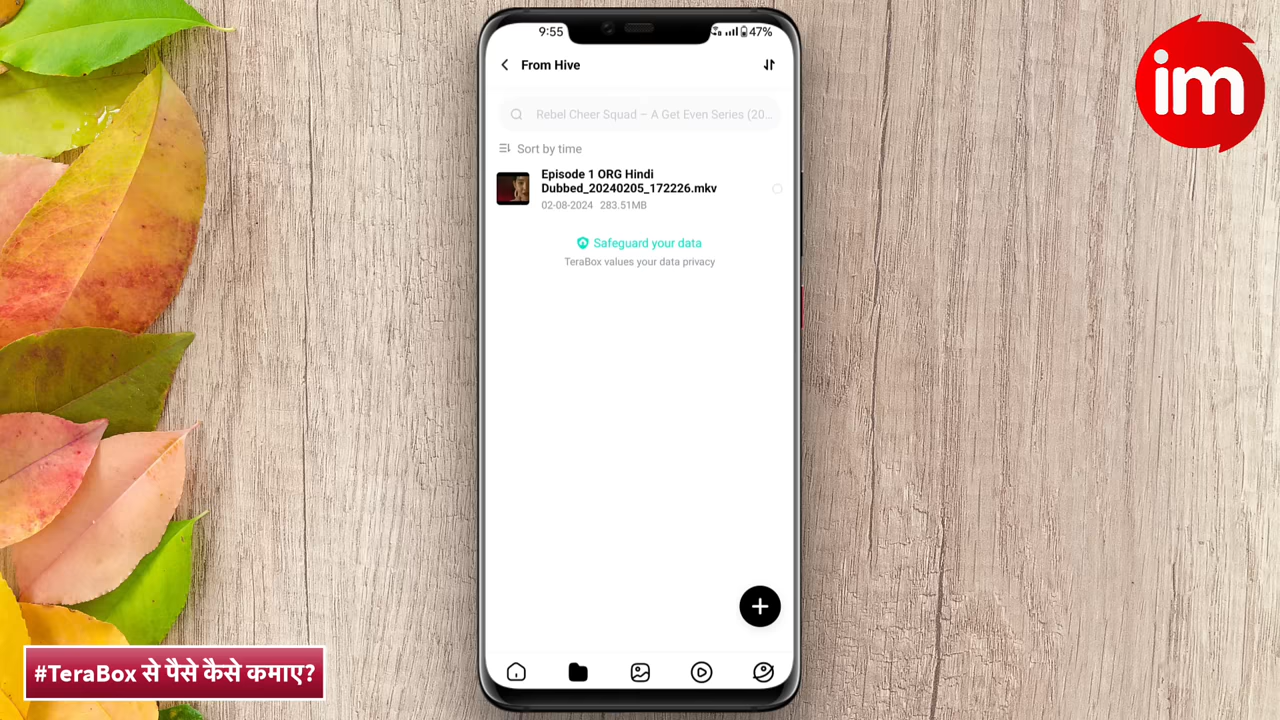 9:55
47%
From Hive
Rebel Cheer Squad – A Get Even Series (20...
Sort by time
Episode 1 ORG Hindi
Dubbed_20240205_172226.mkv
02-08-2024 283.51MB
Safeguard your data
TeraBox values your data privacy
im
#TeraBox से पैसे कैसे कमाए?